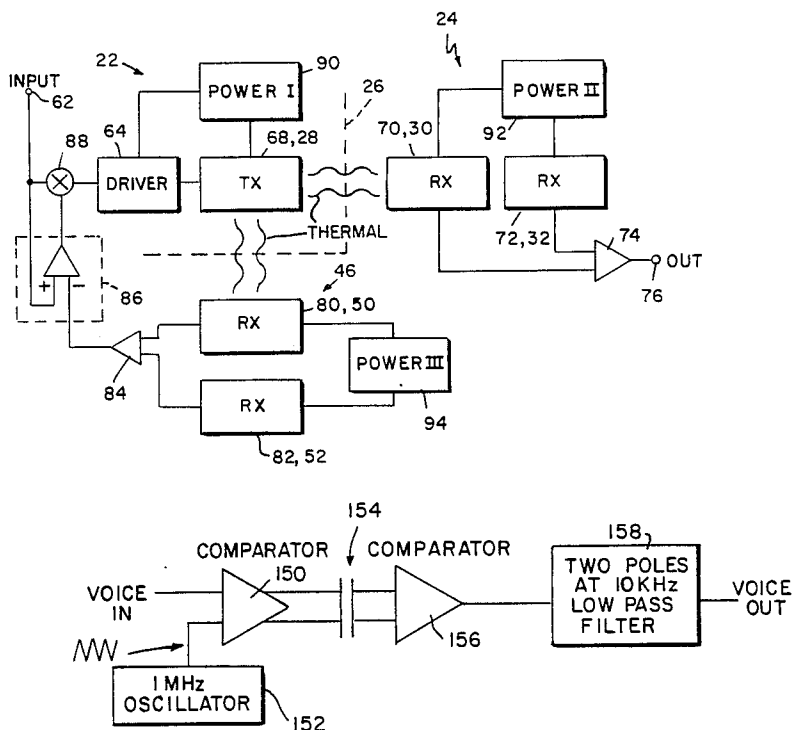 22
90
24
INPUT
62
POWER I
26
POWER II
88
64
68,28
70,30
92
DRIVER
TX
RX
RX
THERMAL
72,32
74
OUT
76
+
−
86
46
80,50
RX
84
POWER III
RX
94
82,52
154
COMPARATOR
COMPARATOR
158
150
TWO POLES
AT 10KHz
LOW PASS
FILTER
VOICE
IN
VOICE
OUT
156
1 MHz
OSCILLATOR
152